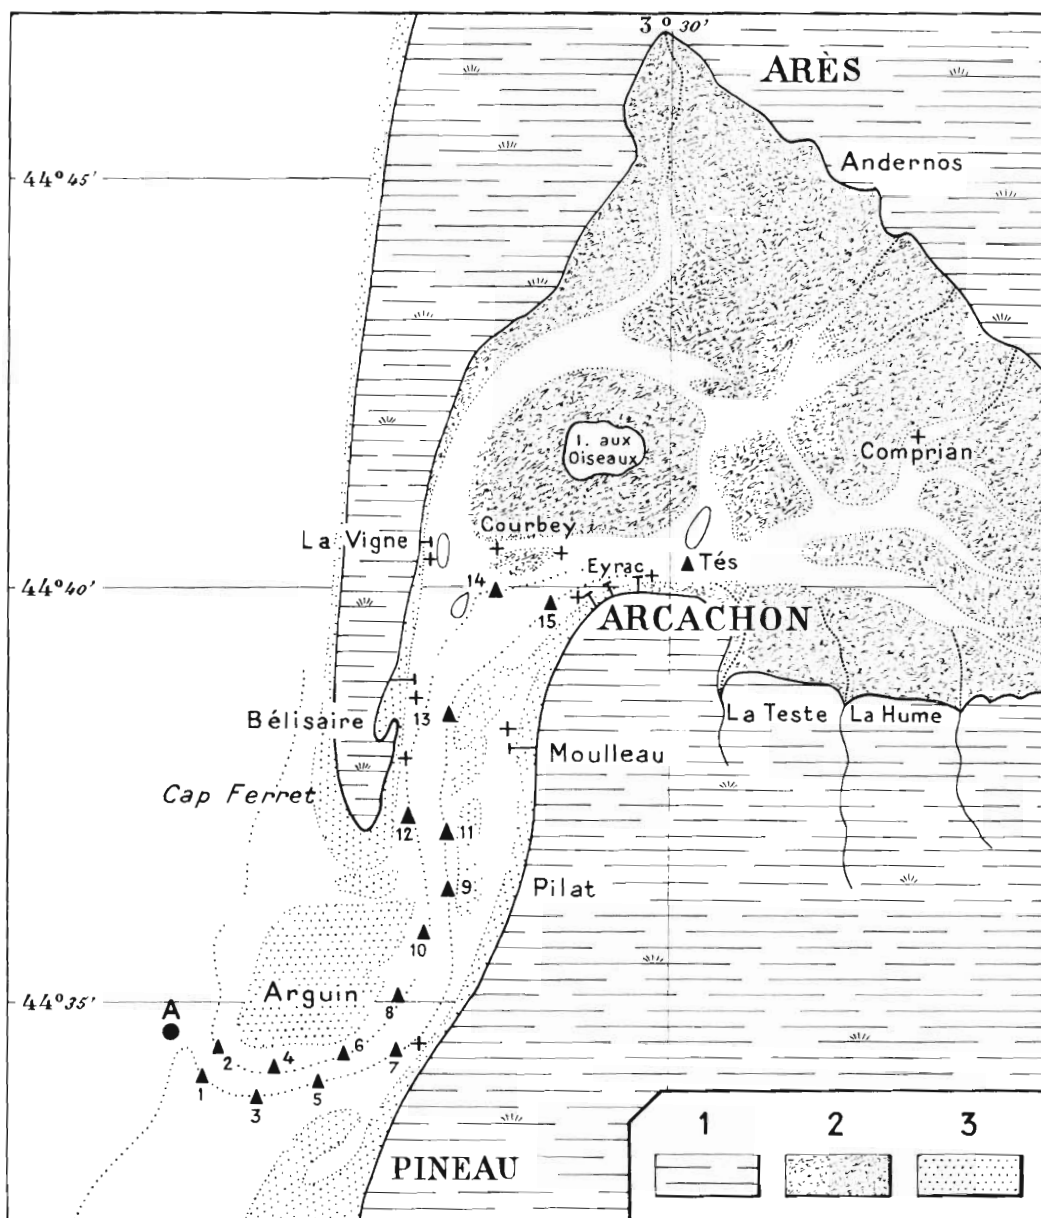 3° 30'
ARÈS
44° 45'
Andernos
I. aux
Oiseaux
Comprian
Courbey
La Vigne
Eyrac
Tés
14
44° 40'
15
ARCACHON
13
Bélisaire
La Teste
La Hume
Moulleau
Cap Ferret
12
11
9
Pilat
10
Arguin
44° 35'
8
A
2
4
6
7
1
5
3
1
2
3
PINEAU